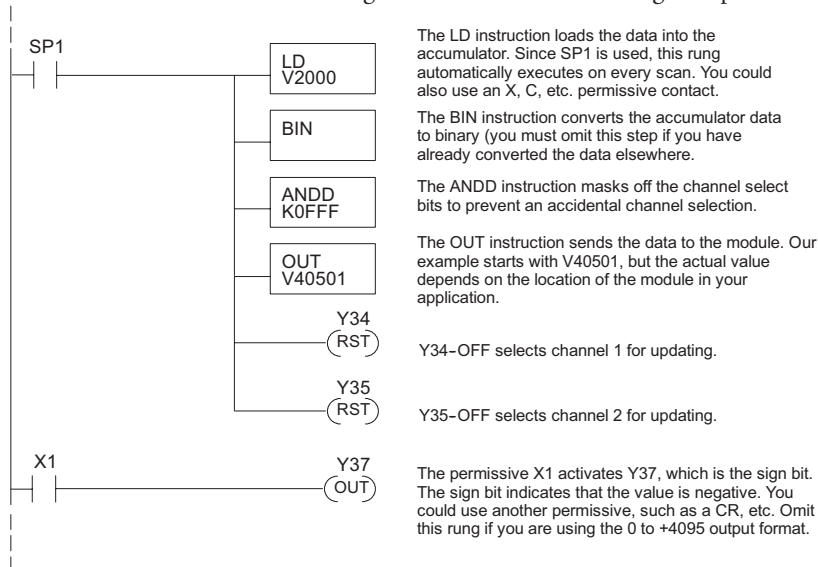 SP1
LD
V2000
The LD instruction loads the data into the
accumulator. Since SP1 is used, this rung
automatically executes on every scan. You could
also use an X, C, etc. permissive contact.
BIN
The BIN instruction converts the accumulator data
to binary (you must omit this step if you have
already converted the data elsewhere.
ANDD
K0FFF
The ANDD instruction masks off the channel select
bits to prevent an accidental channel selection.
OUT
V40501
The OUT instruction sends the data to the module. Our
example starts with V40501, but the actual value
depends on the location of the module in your
application.
Y34
RST
Y34-OFF selects channel 1 for updating.
Y35
RST
Y35-OFF selects channel 2 for updating.
X1
Y37
OUT
The permissive X1 activates Y37, which is the sign bit.
The sign bit indicates that the value is negative. You
could use another permissive, such as a CR, etc. Omit
this rung if you are using the 0 to +4095 output format.